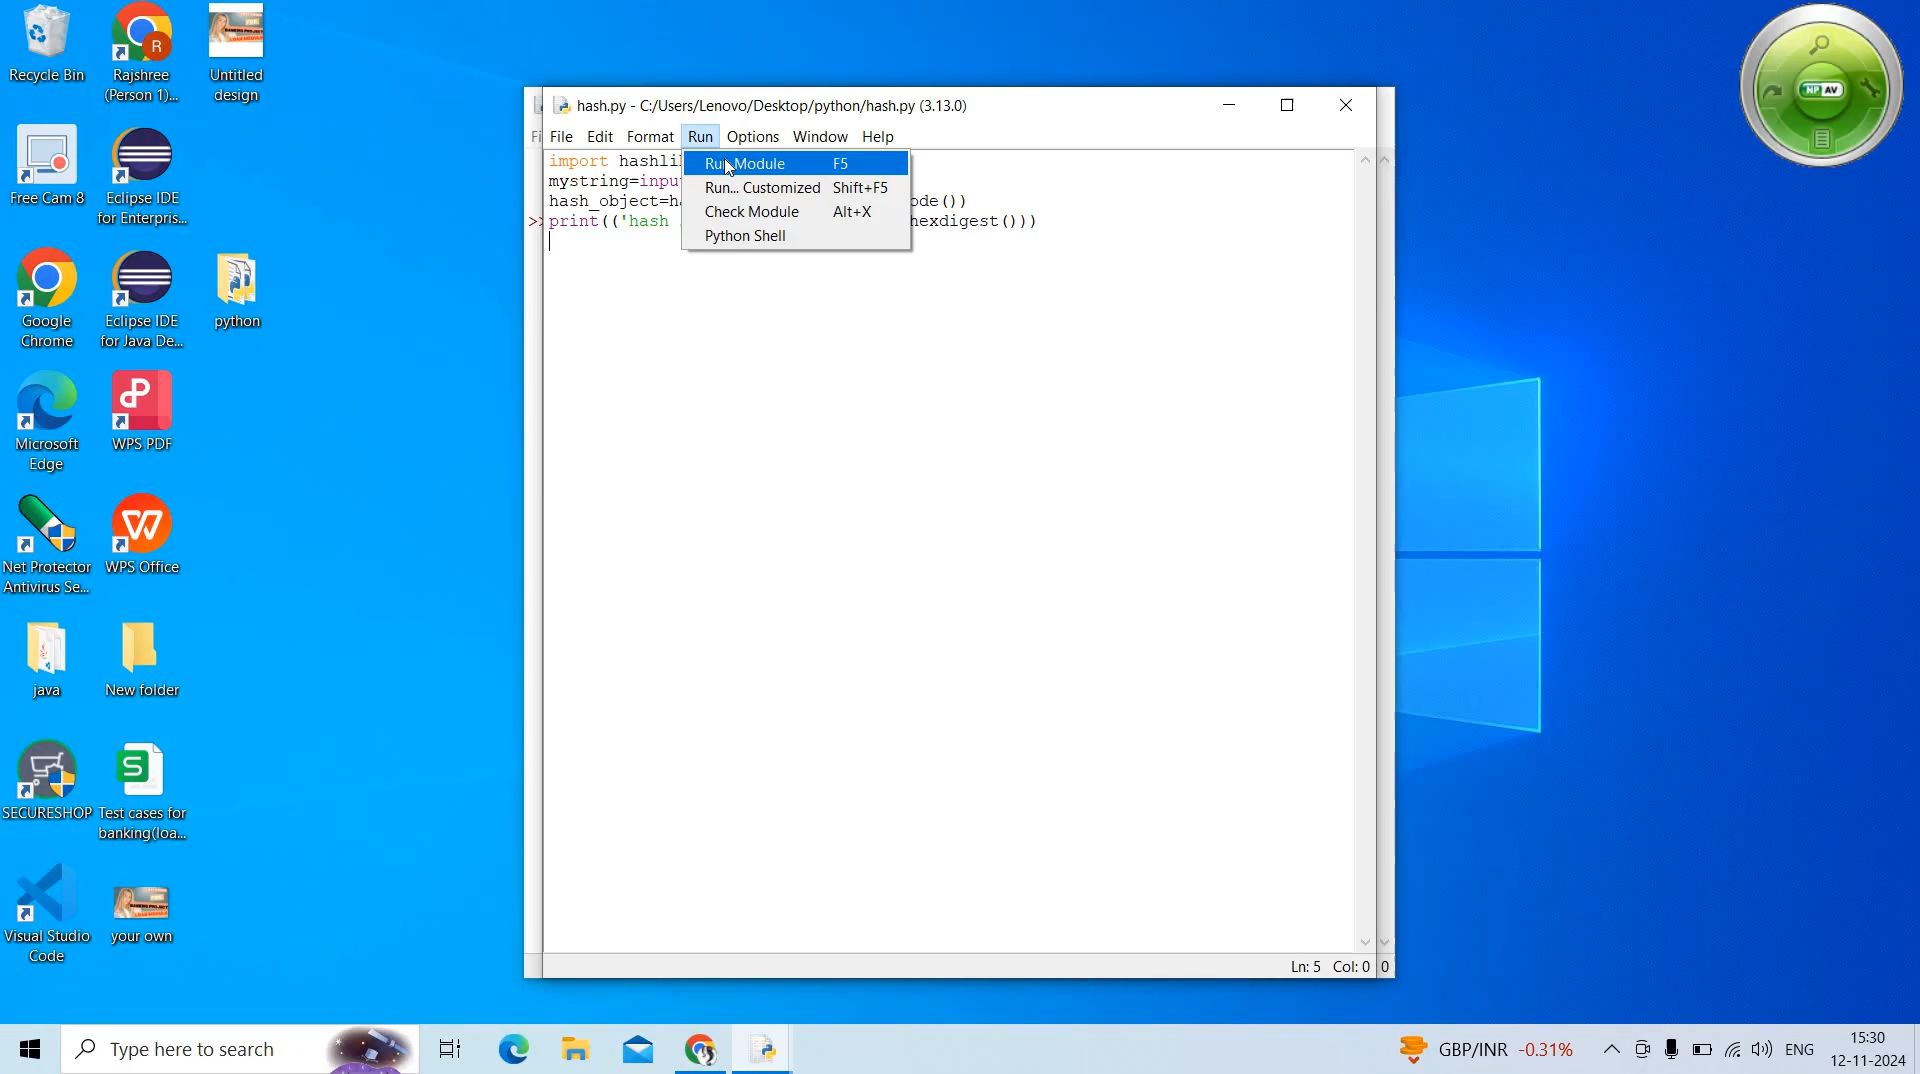 Recycle Bin
Rajshree
(Person 1)...
Untitled
design
Free Cam 8
Eclipse IDE
for Enterpris...
Google
Chrome
Eclipse IDE
for Java De...
python
Microsoft
Edge
WPS PDF
Net Protector
Antivirus Se...
WPS Office
java
New folder
SECURESHOP
Test cases for
banking(loa...
Visual Studio
Code
your own
hash.py - C:/Users/Lenovo/Desktop/python/hash.py (3.13.0)
Fi File Edit Format Run Options Window Help
import hashli
mystring=inpu
hash_object=h ode())
>>print(('hash hexdigest()))
Run Module F5
Run... Customized Shift+F5
Check Module Alt+X
Python Shell
Ln: 5 Col: 0 0
NP AV
Type here to search
GBP/INR -0.31%
ENG
15:30
12-11-2024